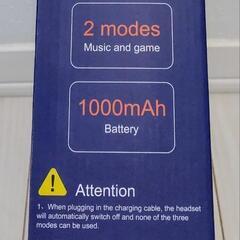 2 modes
Music and game
1000mAh
Battery
Attention
1、When plugging in the charging cable, the headset
will automatically switch off and none of the three
modes can be used.